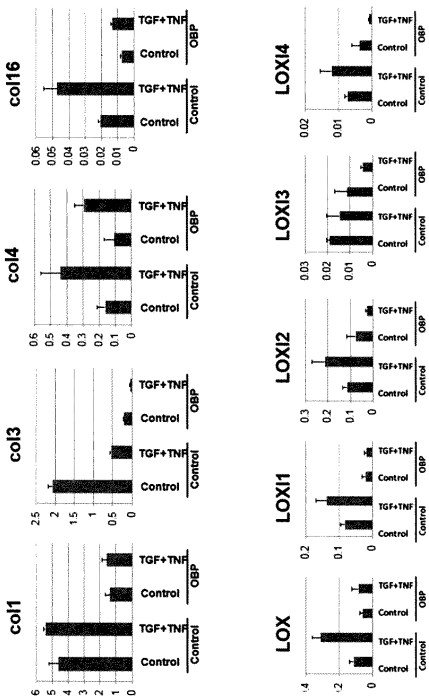 col1
6
5
4
3
2
1
0
Control
TGF+TNF
Control
TGF+TNF
Control
OBP
col3
2.5
2
1.5
1
0.5
0
Control
TGF+TNF
Control
TGF+TNF
Control
OBP
col4
0.6
0.5
0.4
0.3
0.2
0.1
0
Control
TGF+TNF
Control
TGF+TNF
Control
OBP
col16
0.06
0.05
0.04
0.03
0.02
0.01
0
Control
TGF+TNF
Control
TGF+TNF
Control
OBP
LOX
.4
.2
0
Control
TGF+TNF
Control
TGF+TNF
Control
OBP
LOXl1
0.2
0.1
0
Control
TGF+TNF
Control
TGF+TNF
Control
OBP
LOXl2
0.3
0.2
0.1
0
Control
TGF+TNF
Control
TGF+TNF
Control
OBP
LOXl3
0.03
0.02
0.01
0
Control
TGF+TNF
Control
TGF+TNF
Control
OBP
LOXl4
0.02
0.01
0
Control
TGF+TNF
Control
TGF+TNF
Control
OBP